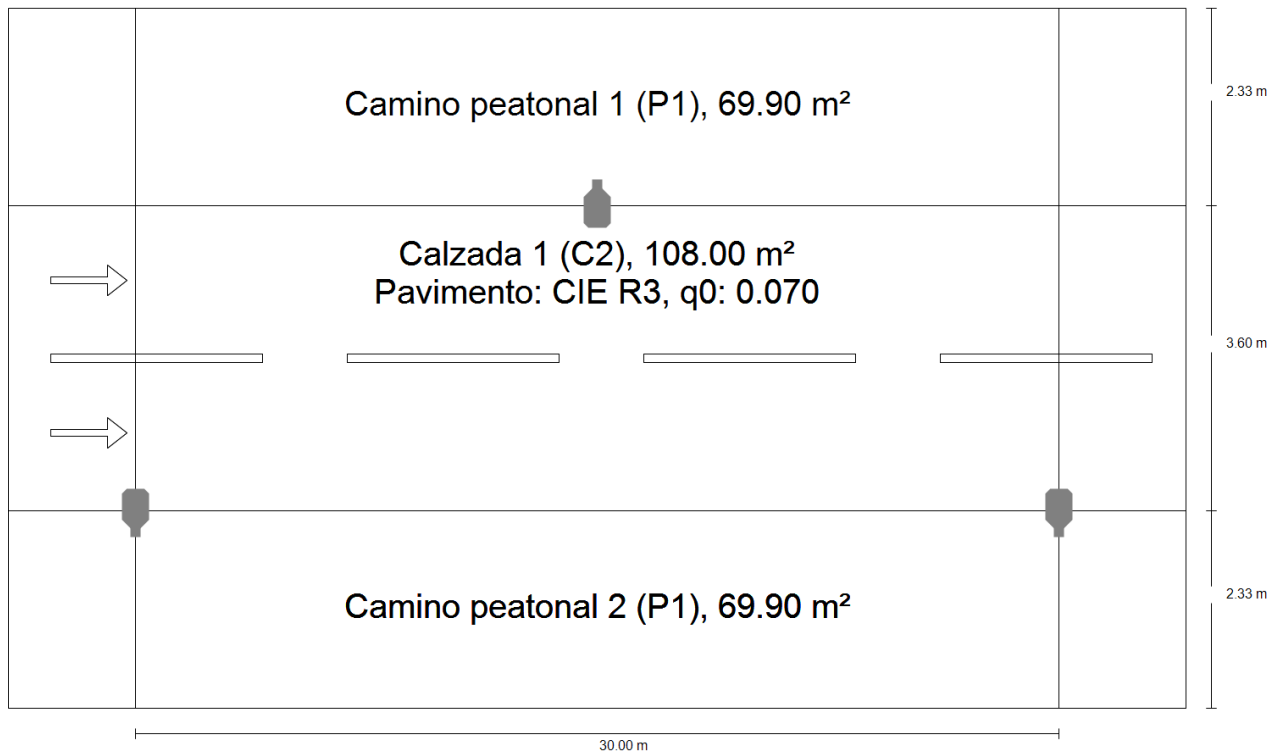 Camino peatonal 1 (P1), 69.90 m²
2.33 m
Calzada 1 (C2), 108.00 m²
Pavimento: CIE R3, q0: 0.070
3.60 m
Camino peatonal 2 (P1), 69.90 m²
2.33 m
30.00 m